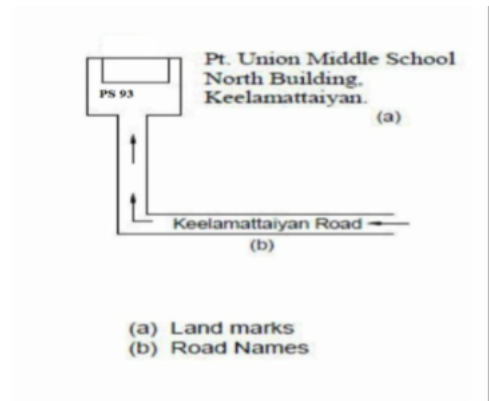 Pt. Union Middle School
North Building,
Keelamattaiyan.
PS 93
(a)
Keelamattaiyan Road
(b)
(a) Land marks
(b) Road Names